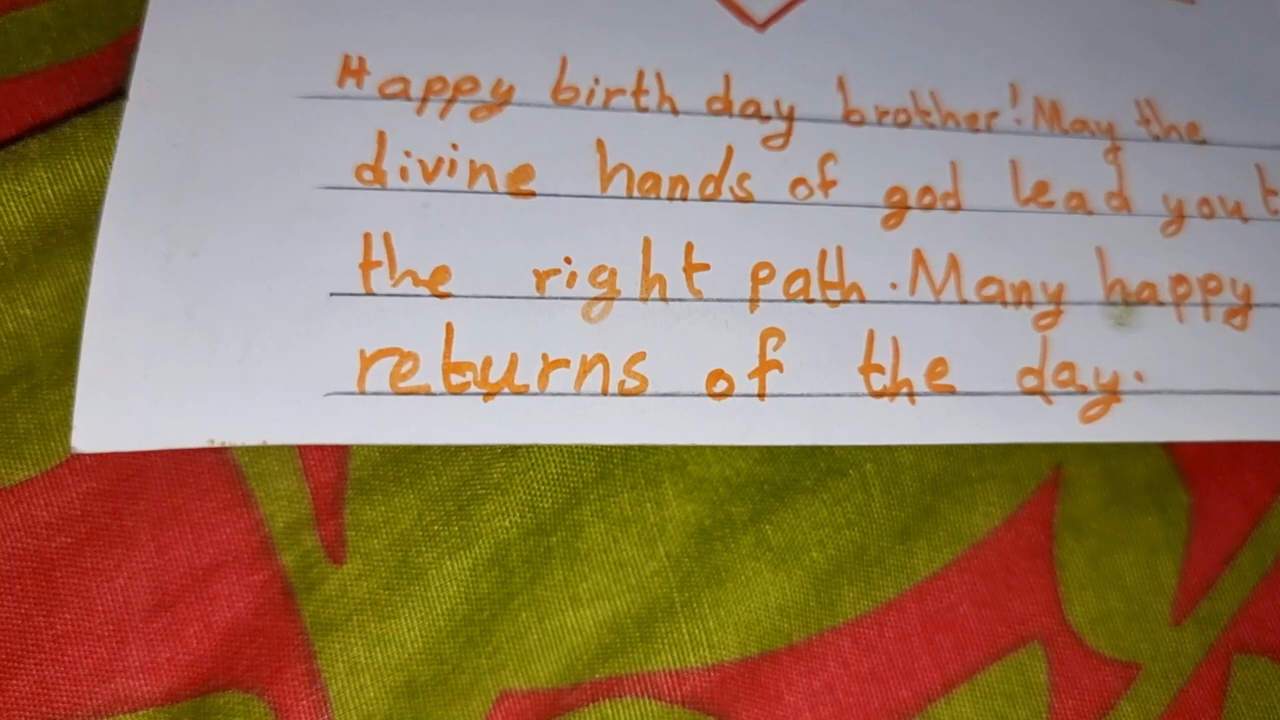 Happy birth day brother! May the
divine hands of god lead you t
the right path. Many happy
returns of the day.